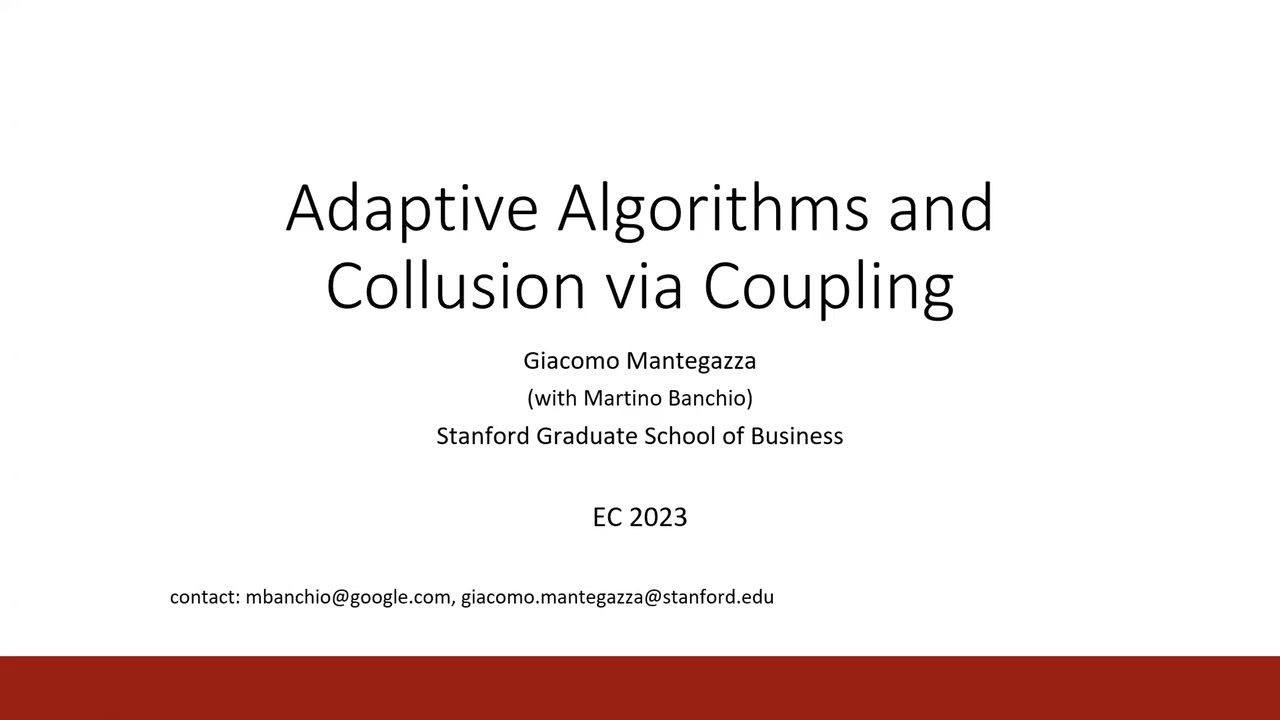 Adaptive Algorithms and
Collusion via Coupling
Giacomo Mantegazza
(with Martino Banchio)
Stanford Graduate School of Business
EC 2023
contact: mbanchio@google.com, giacomo.mantegazza@stanford.edu